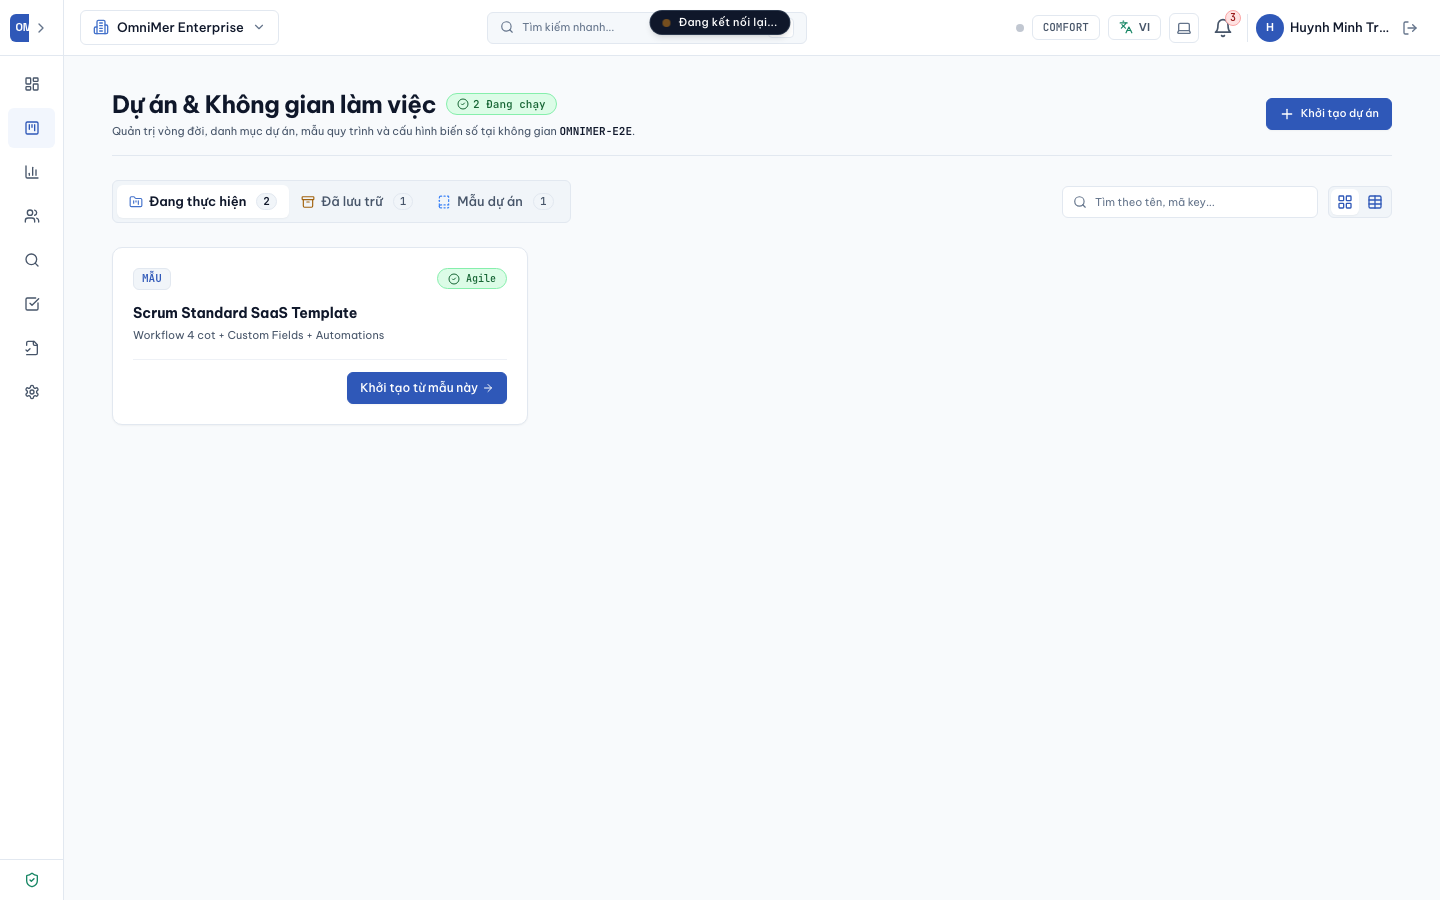 OmniMer Enterprise
Tìm kiếm nhanh...
Đang kết nối lại...
COMFORT
VI
3
H
Huynh Minh Tr...
Dự án & Không gian làm việc
2 Đang chạy
Quản trị vòng đời, danh mục dự án, mẫu quy trình và cấu hình biến số tại không gian OMNIMER-E2E.
Khởi tạo dự án
Đang thực hiện 2
Đã lưu trữ 1
Mẫu dự án 1
Tìm theo tên, mã key...
MẪU
Agile
Scrum Standard SaaS Template
Workflow 4 cot + Custom Fields + Automations
Khởi tạo từ mẫu này →